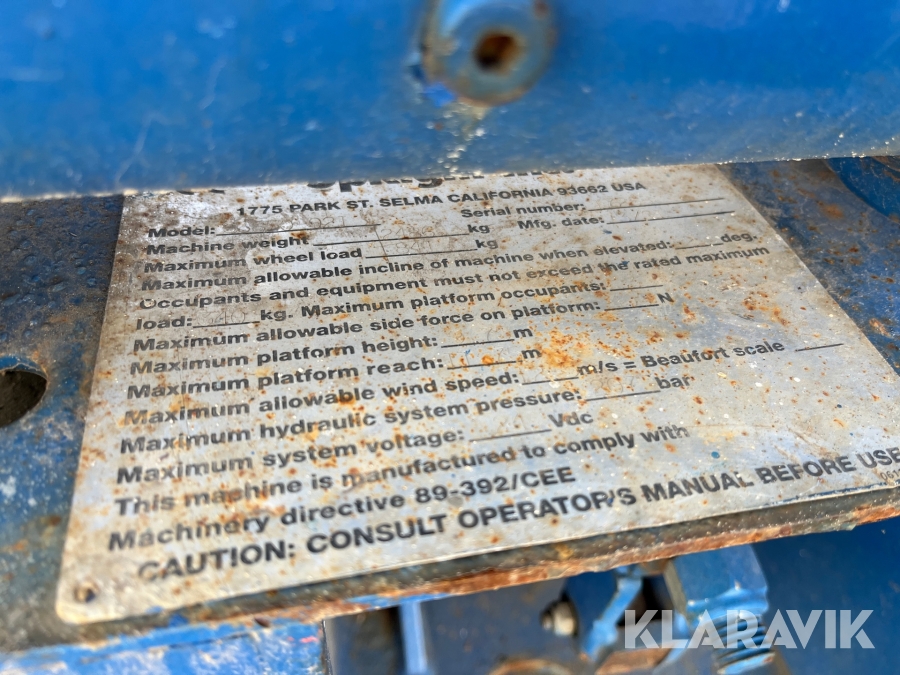 1775 PARK ST. SELMA CALIFORNIA 93662 USA
Model: Serial number:
Machine weight kg Mfg. date:
Maximum wheel load kg
Maximum allowable incline of machine when elevated: deg.
Occupants and equipment must not exceed the rated maximum
load: kg. Maximum platform occupants:
Maximum allowable side force on platform: N
Maximum platform height: m
Maximum platform reach: m
Maximum allowable wind speed: m/s = Beaufort scale
Maximum hydraulic system pressure: bar
Maximum system voltage: Vdc
This machine is manufactured to comply with
Machinery directive 89-392/CEE
CAUTION: CONSULT OPERATOR'S MANUAL BEFORE USE
KLARAVIK